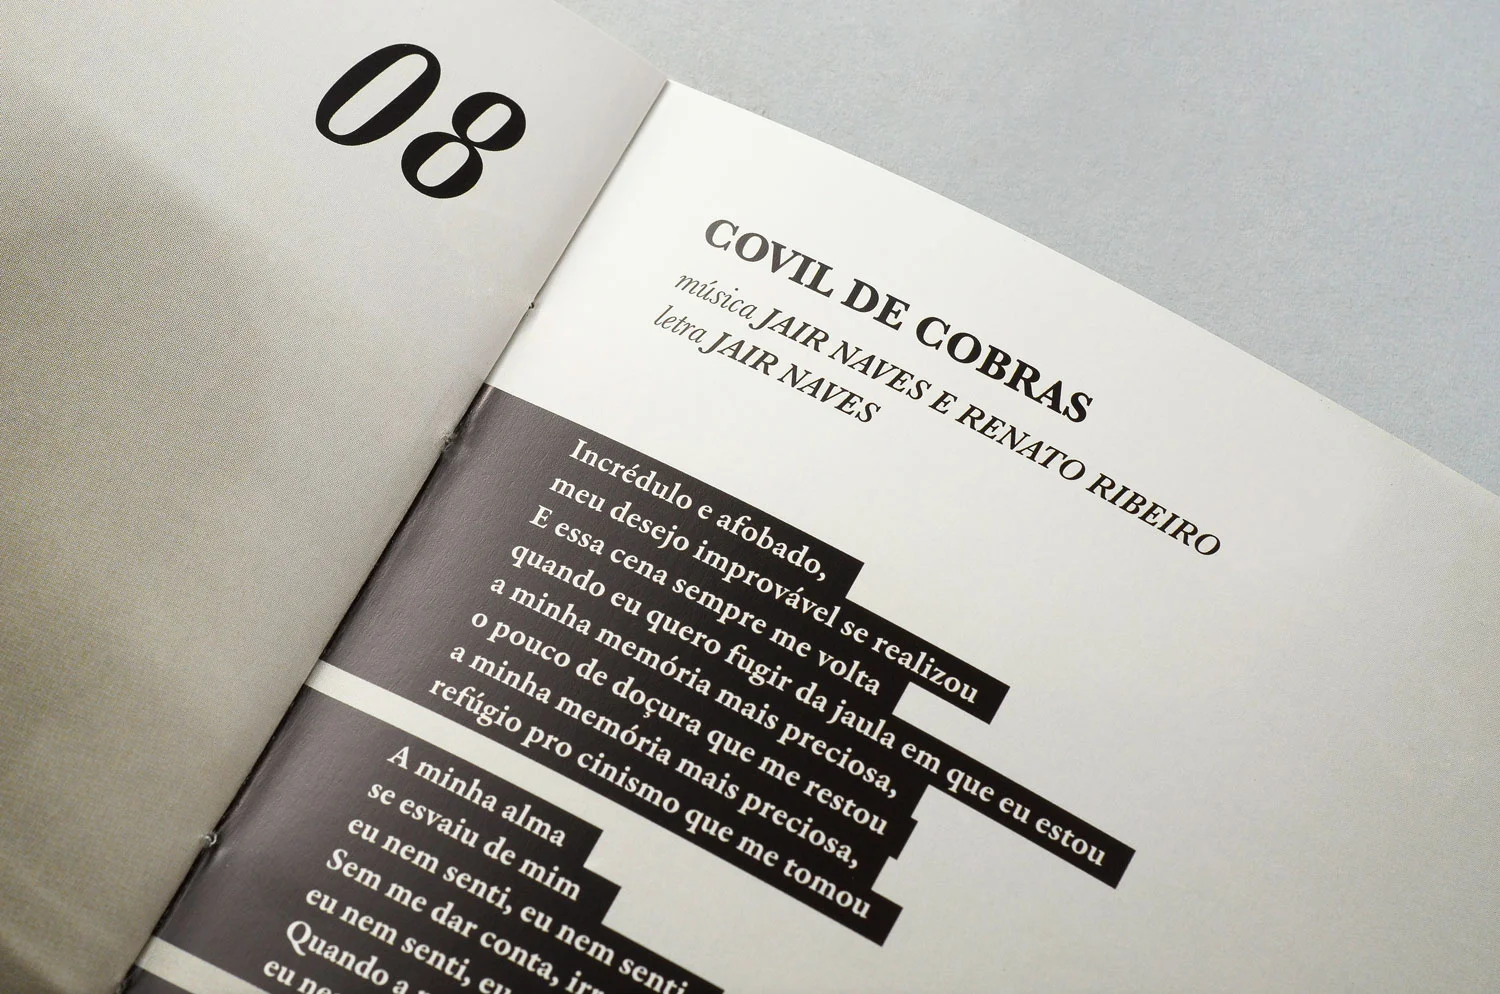 08
COVIL DE COBRAS
música JAIR NAVES E RENATO RIBEIRO
letra JAIR NAVES
Incrédulo e afobado,
meu desejo improvável se realizou
E essa cena sempre me volta
quando eu quero fugir da jaula em que eu estou
a minha memória mais preciosa,
o pouco de doçura que me restou
a minha memória mais preciosa,
refúgio pro cinismo que me tomou
A minha alma
se esvaiu de mim
eu nem senti, eu nem senti
Sem me dar conta,
eu nem senti,
Quando a